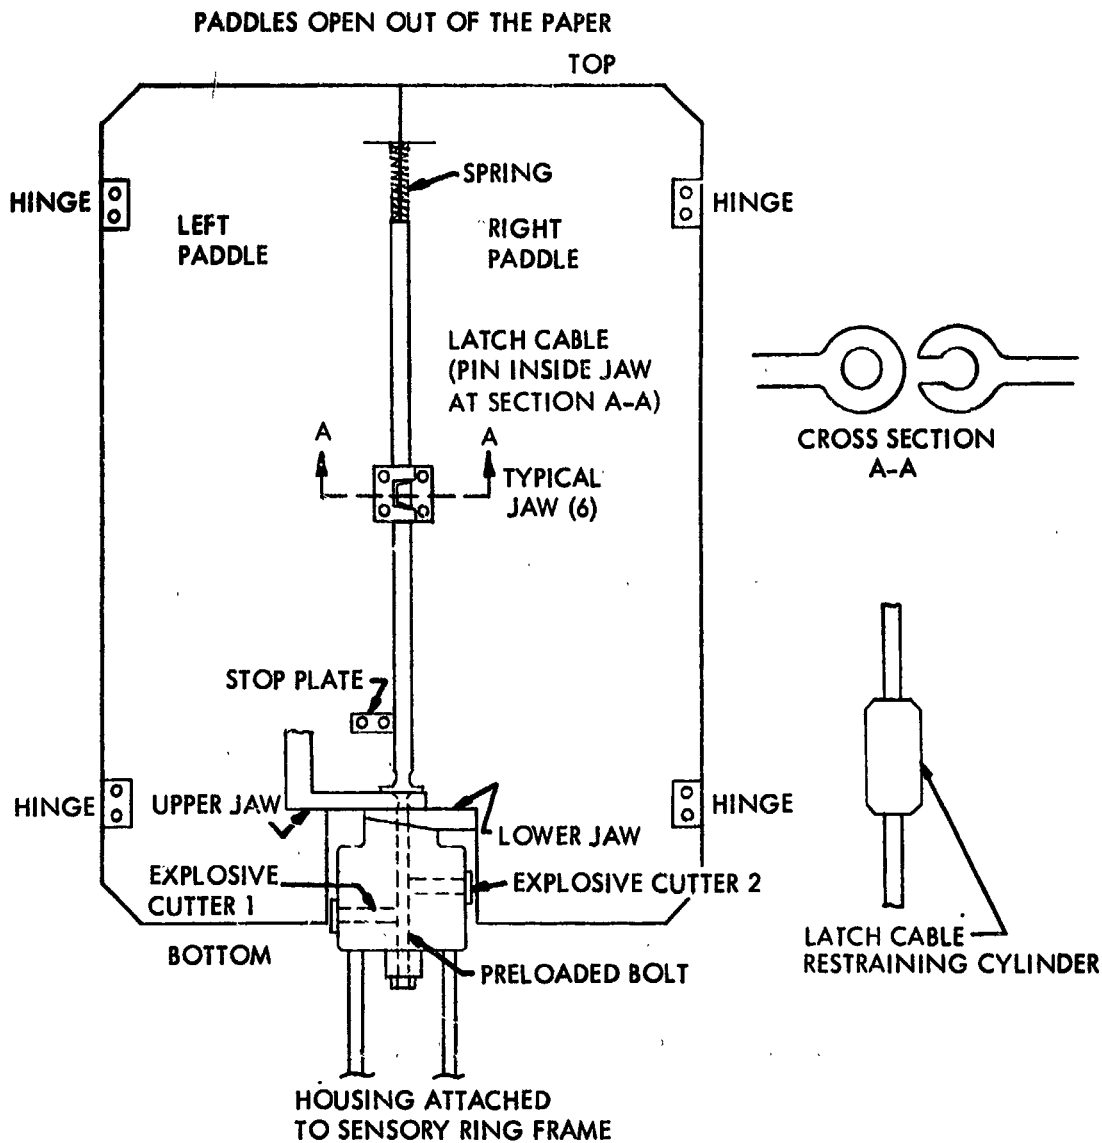 PADDLES OPEN OUT OF THE PAPER
TOP
HINGE
SPRING
HINGE
LEFT
PADDLE
RIGHT
PADDLE
LATCH CABLE
(PIN INSIDE JAW
AT SECTION A-A)
CROSS SECTION
A-A
A
A
TYPICAL
JAW (6)
STOP PLATE
HINGE
UPPER JAW
HINGE
LOWER JAW
EXPLOSIVE
CUTTER 1
EXPLOSIVE CUTTER 2
BOTTOM
PRELOADED BOLT
LATCH CABLE
RESTRAINING CYLINDER
HOUSING ATTACHED
TO SENSORY RING FRAME